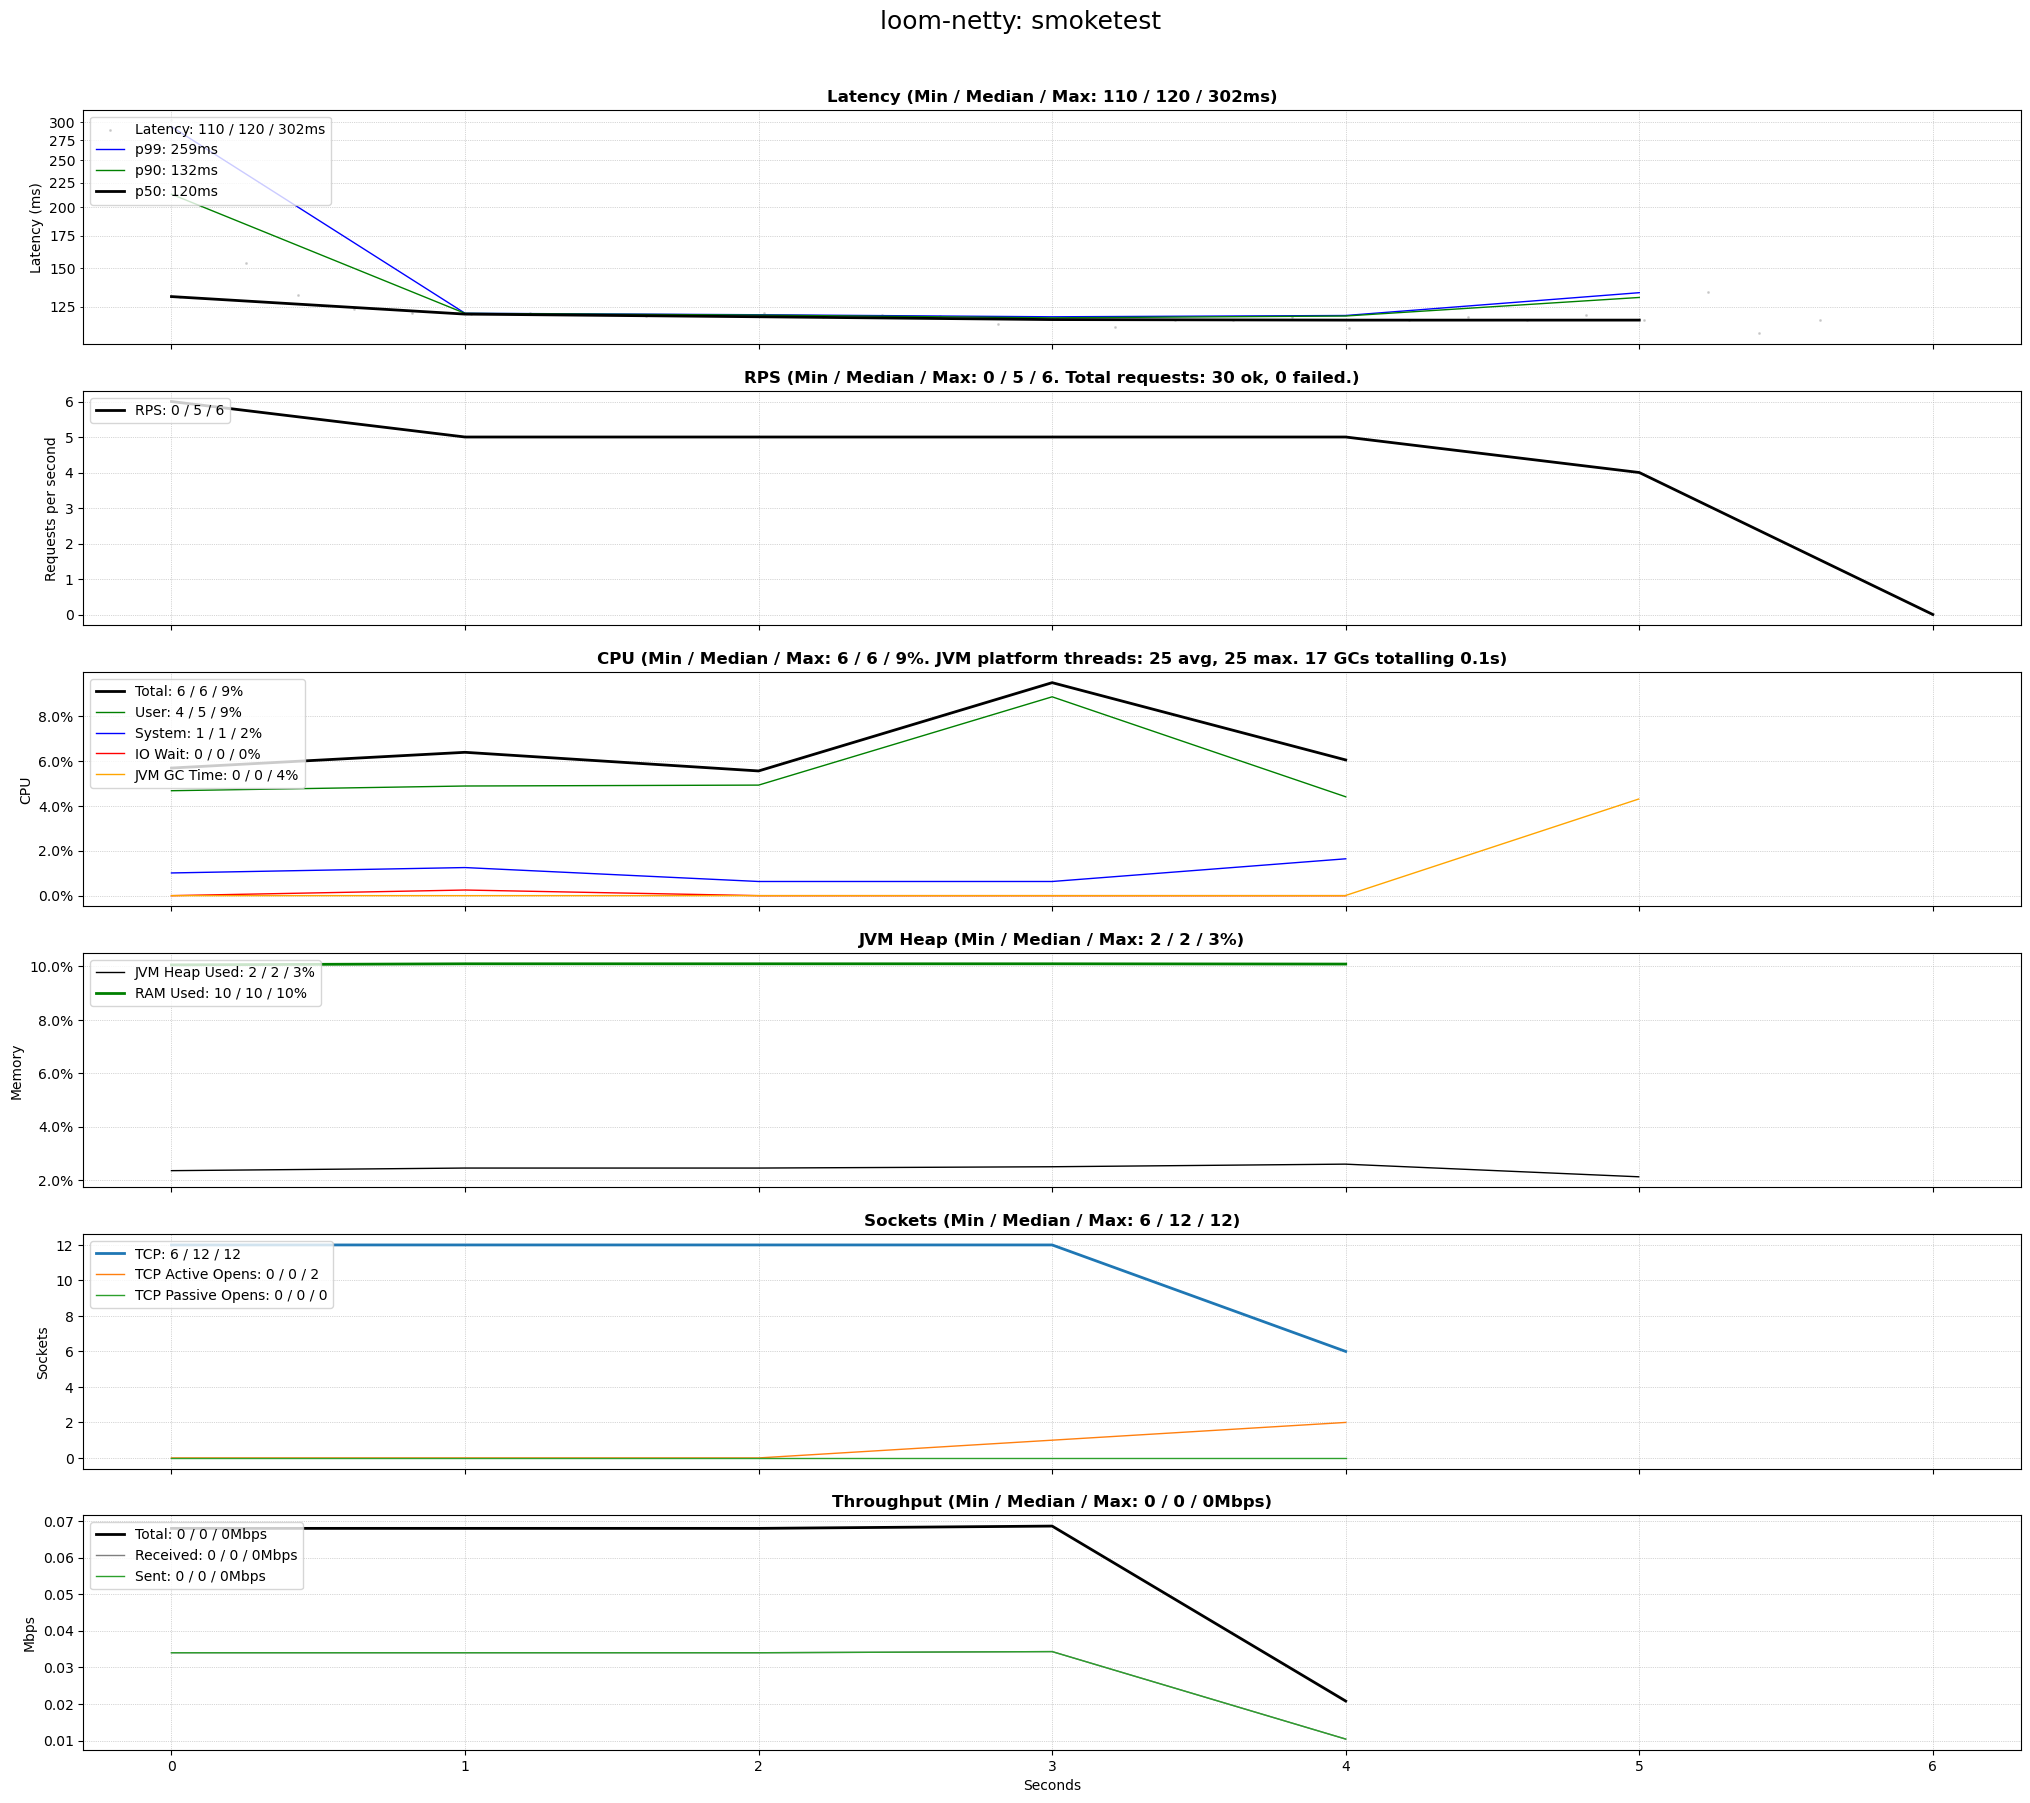 loom-netty: smoketest
Latency (Min / Median / Max: 110 / 120 / 302ms)
Latency (ms)
300
275
250
225
200
175
150
125
Latency: 110 / 120 / 302ms
p99: 259ms
p90: 132ms
p50: 120ms
RPS (Min / Median / Max: 0 / 5 / 6. Total requests: 30 ok, 0 failed.)
Requests per second
6
5
4
3
2
1
0
RPS: 0 / 5 / 6
CPU (Min / Median / Max: 6 / 6 / 9%. JVM platform threads: 25 avg, 25 max. 17 GCs totalling 0.1s)
CPU
8.0%
6.0%
4.0%
2.0%
0.0%
Total: 6 / 6 / 9%
User: 4 / 5 / 9%
System: 1 / 1 / 2%
IO Wait: 0 / 0 / 0%
JVM GC Time: 0 / 0 / 4%
JVM Heap (Min / Median / Max: 2 / 2 / 3%)
Memory
10.0%
8.0%
6.0%
4.0%
2.0%
JVM Heap Used: 2 / 2 / 3%
RAM Used: 10 / 10 / 10%
Sockets (Min / Median / Max: 6 / 12 / 12)
Sockets
12
10
8
6
4
2
0
TCP: 6 / 12 / 12
TCP Active Opens: 0 / 0 / 2
TCP Passive Opens: 0 / 0 / 0
Throughput (Min / Median / Max: 0 / 0 / 0Mbps)
Mbps
0.07
0.06
0.05
0.04
0.03
0.02
0.01
Total: 0 / 0 / 0Mbps
Received: 0 / 0 / 0Mbps
Sent: 0 / 0 / 0Mbps
0 1 2 3 4 5 6
Seconds